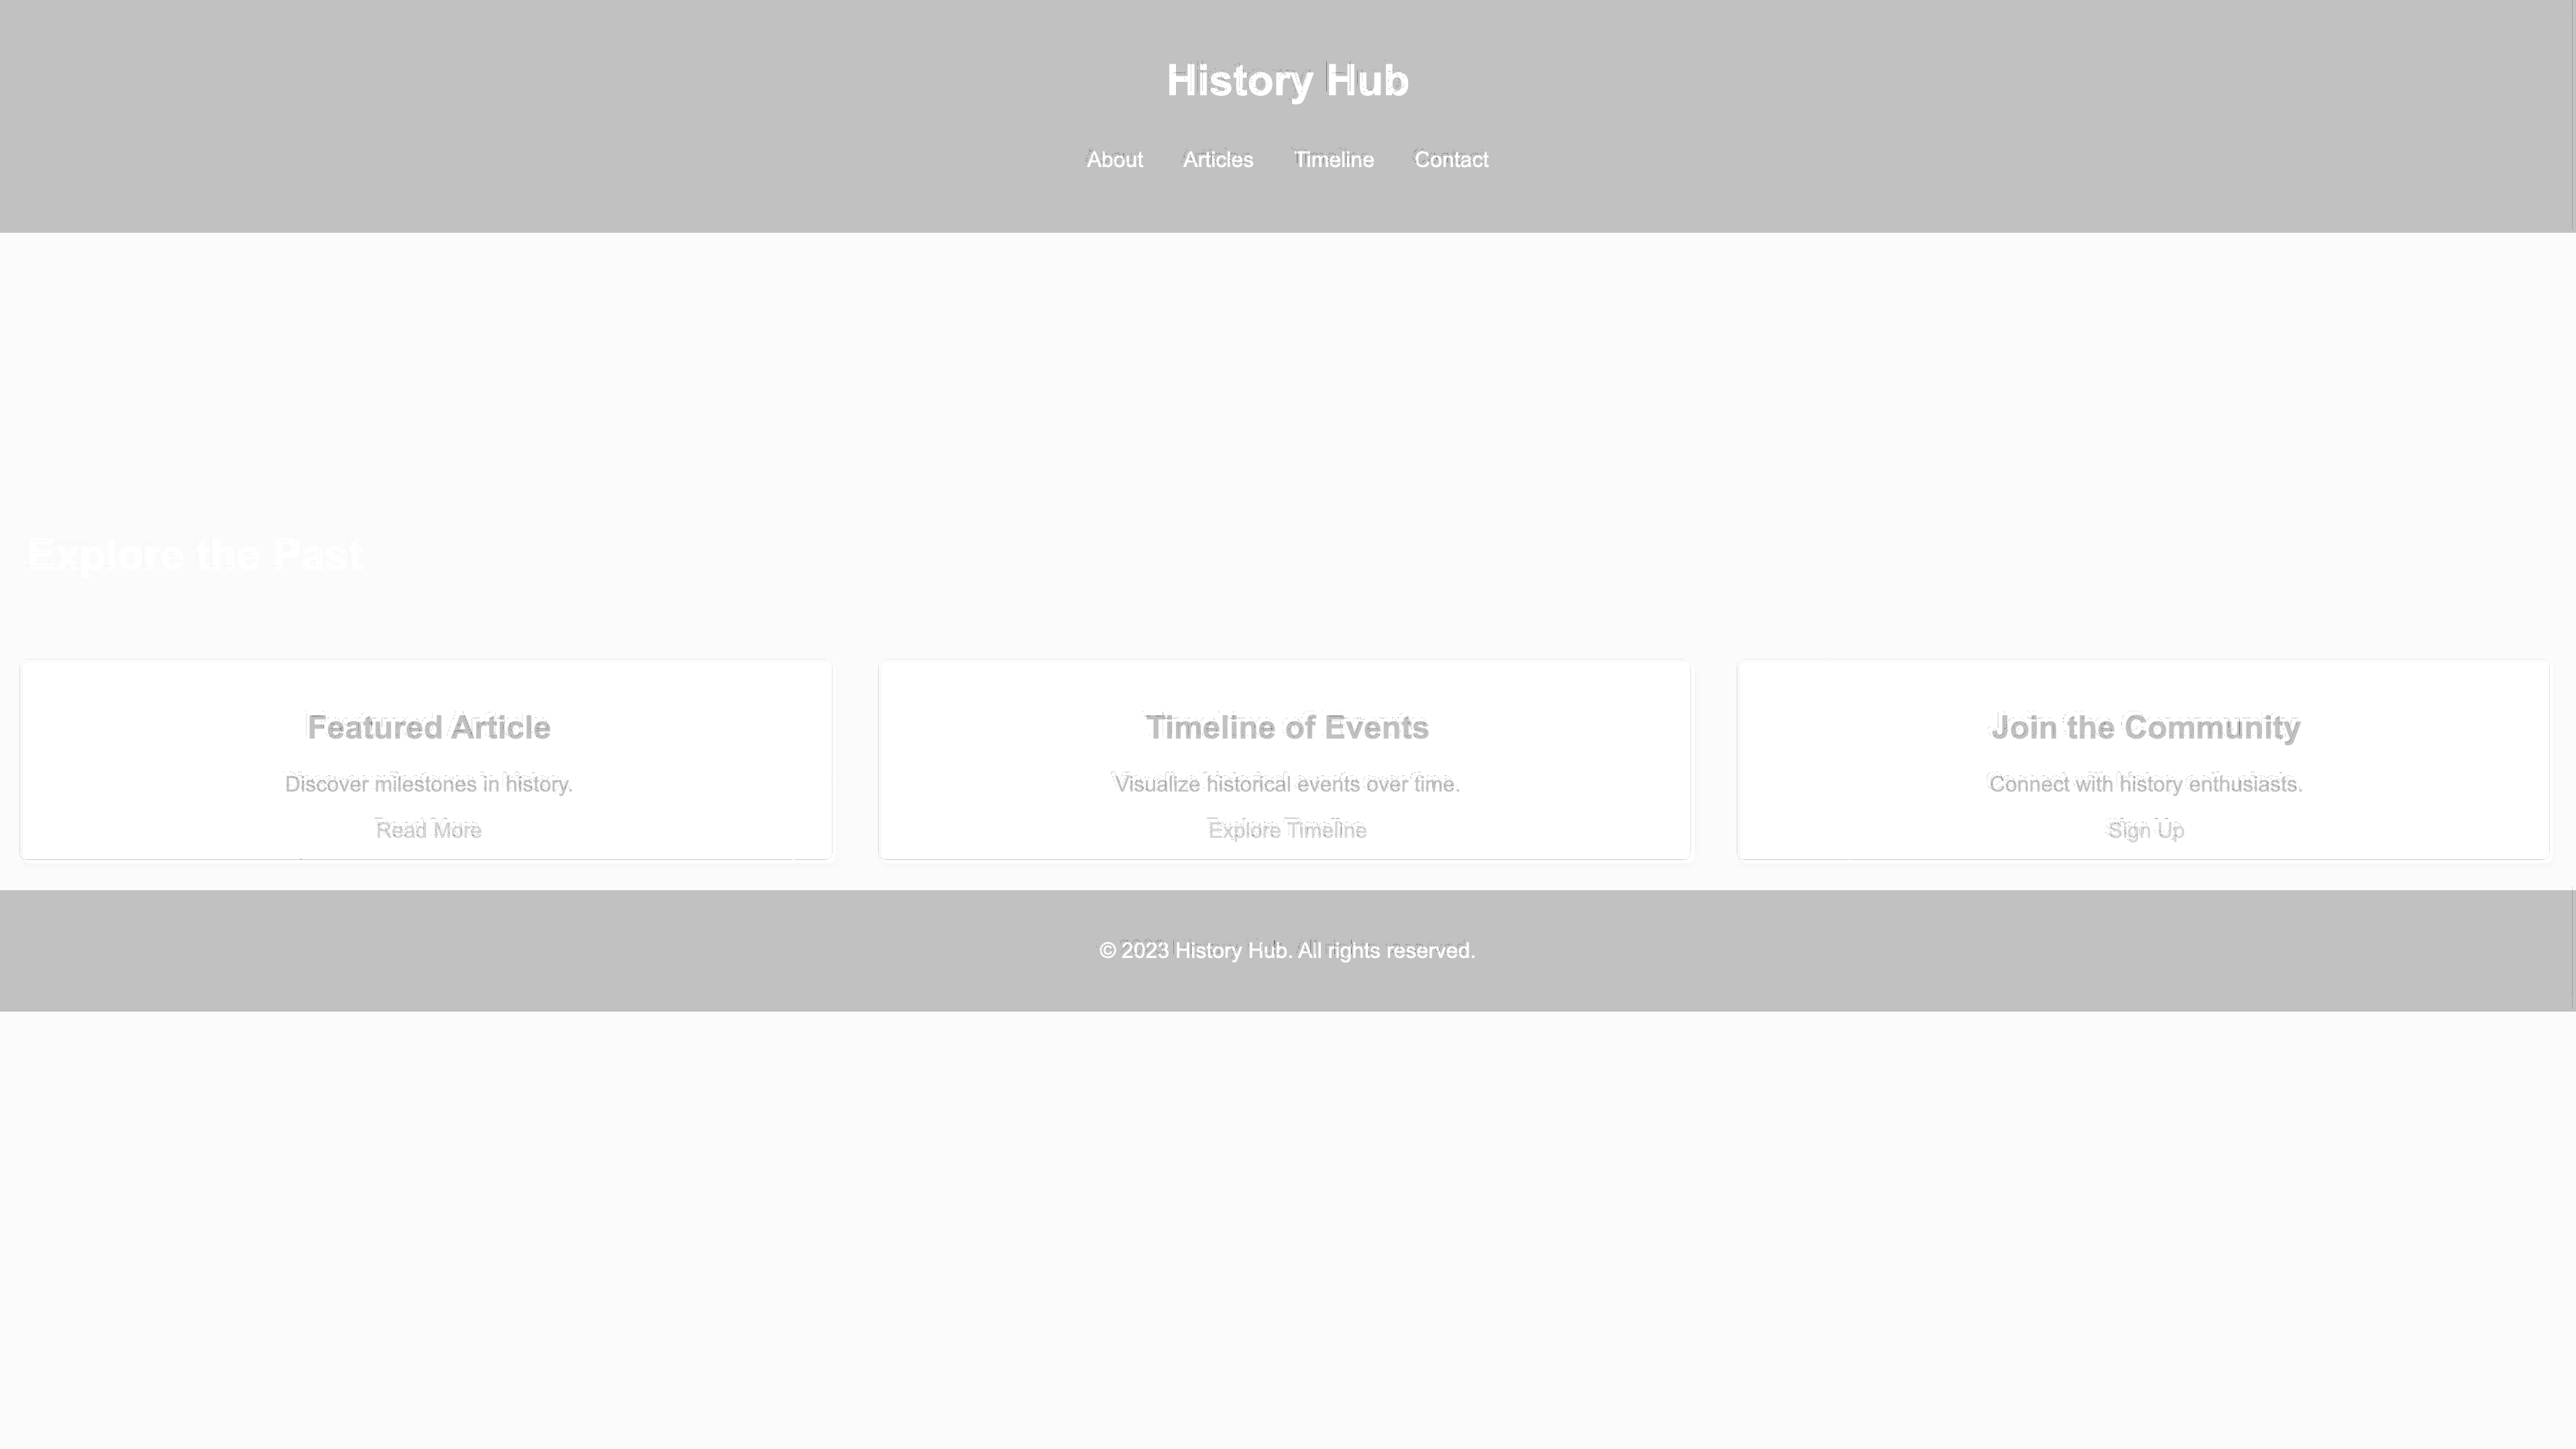 History Hub
About Articles Timeline Contact
Explore the Past
Featured Article Timeline of Events Join the Community
Discover milestones in history. Visualize historical events over time. Connect with history enthusiasts.
Read More Explore Timeline Sign Up
© 2023 History Hub. All rights reserved.